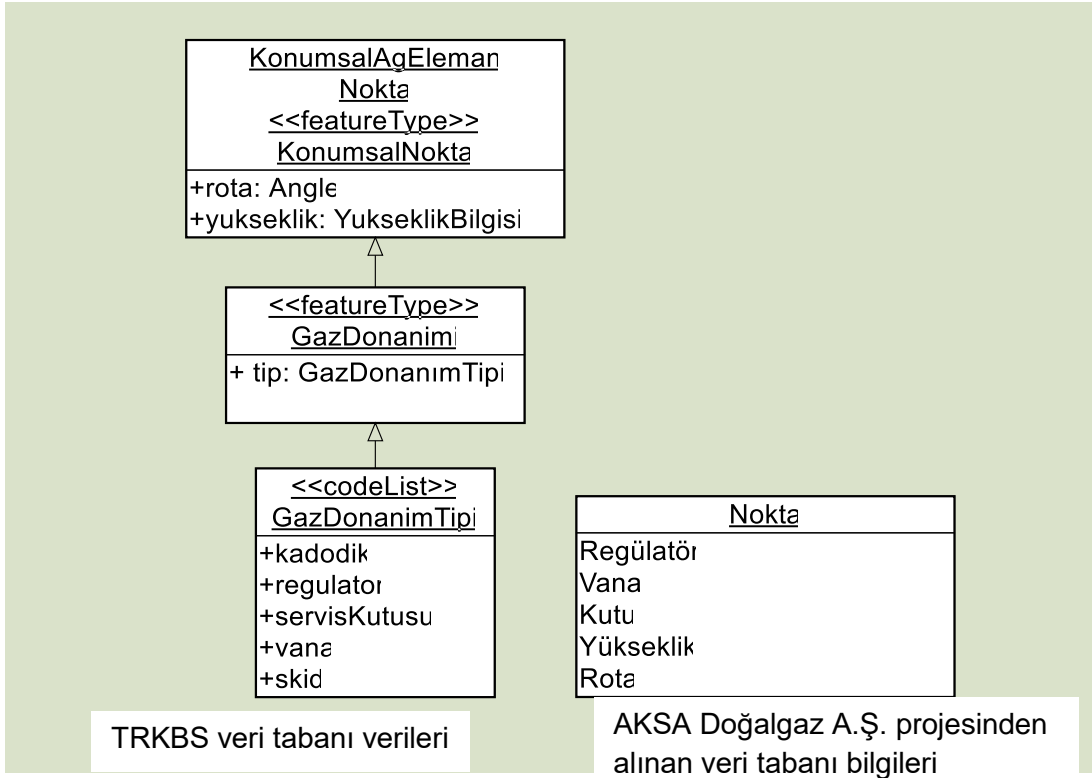 KonumsalAgEleman
Nokta
<<featureType>>
KonumsalNokta
+rota: Angle
+yukseklik: YukseklikBilgisi
<<featureType>>
GazDonanimi
+ tip: GazDonanımTipi
<<codeList>>
GazDonanimTipi
+kadodik
+regulator
+servisKutusu
+vana
+skid
Nokta
Regülatör
Vana
Kutu
Yükseklik
Rota
TRKBS veri tabanı verileri
AKSA Doğalgaz A.Ş. projesinden
alınan veri tabanı bilgileri